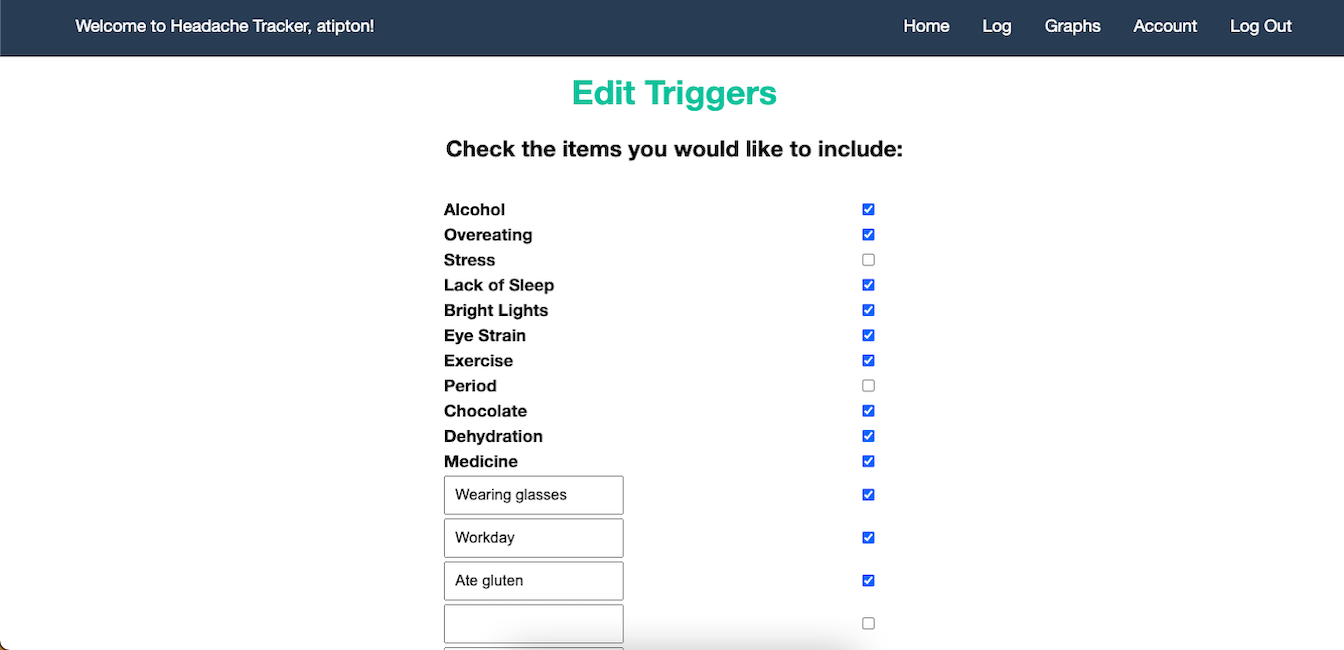 Welcome to Headache Tracker, atipton! Home Log Graphs Account Log Out
Edit Triggers
Check the items you would like to include:
Alcohol
Overeating
Stress
Lack of Sleep
Bright Lights
Eye Strain
Exercise
Period
Chocolate
Dehydration
Medicine
Wearing glasses
Workday
Ate gluten